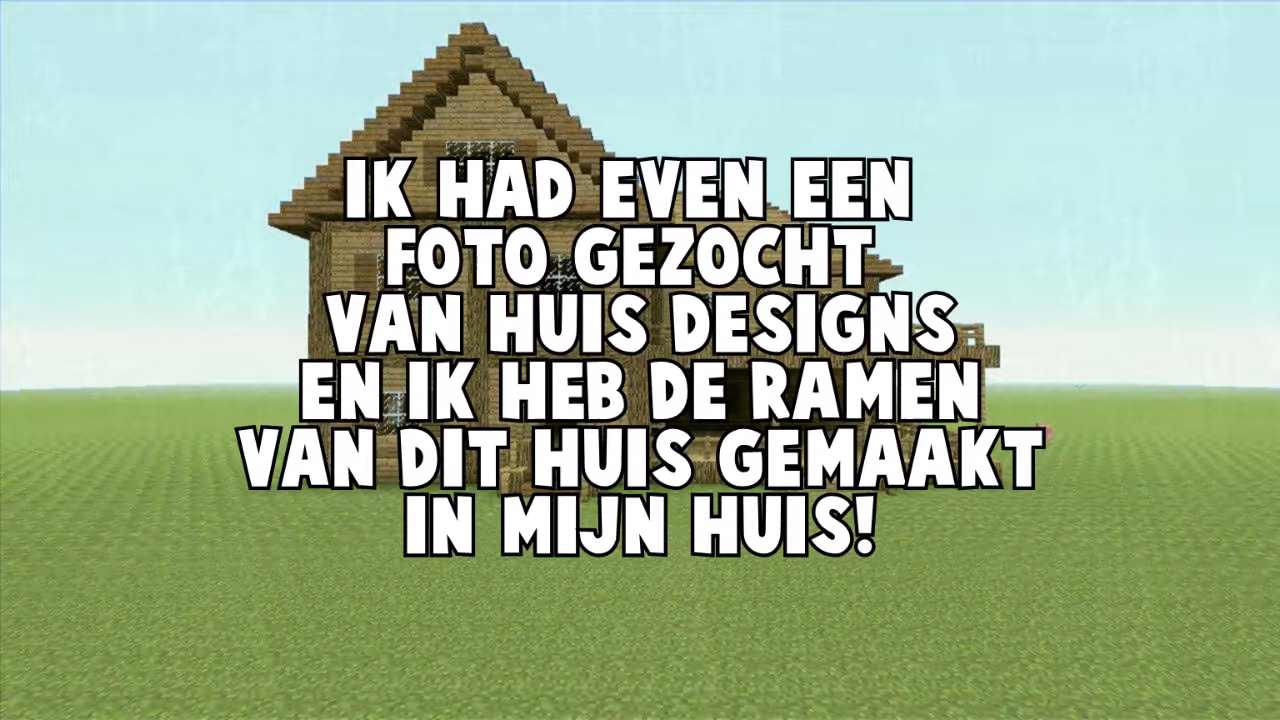 IK HAD EVEN EEN
FOTO GEZOCHT
VAN HUIS DESIGNS
EN IK HEB DE RAMEN
VAN DIT HUIS GEMAAKT
IN MIJN HUIS!